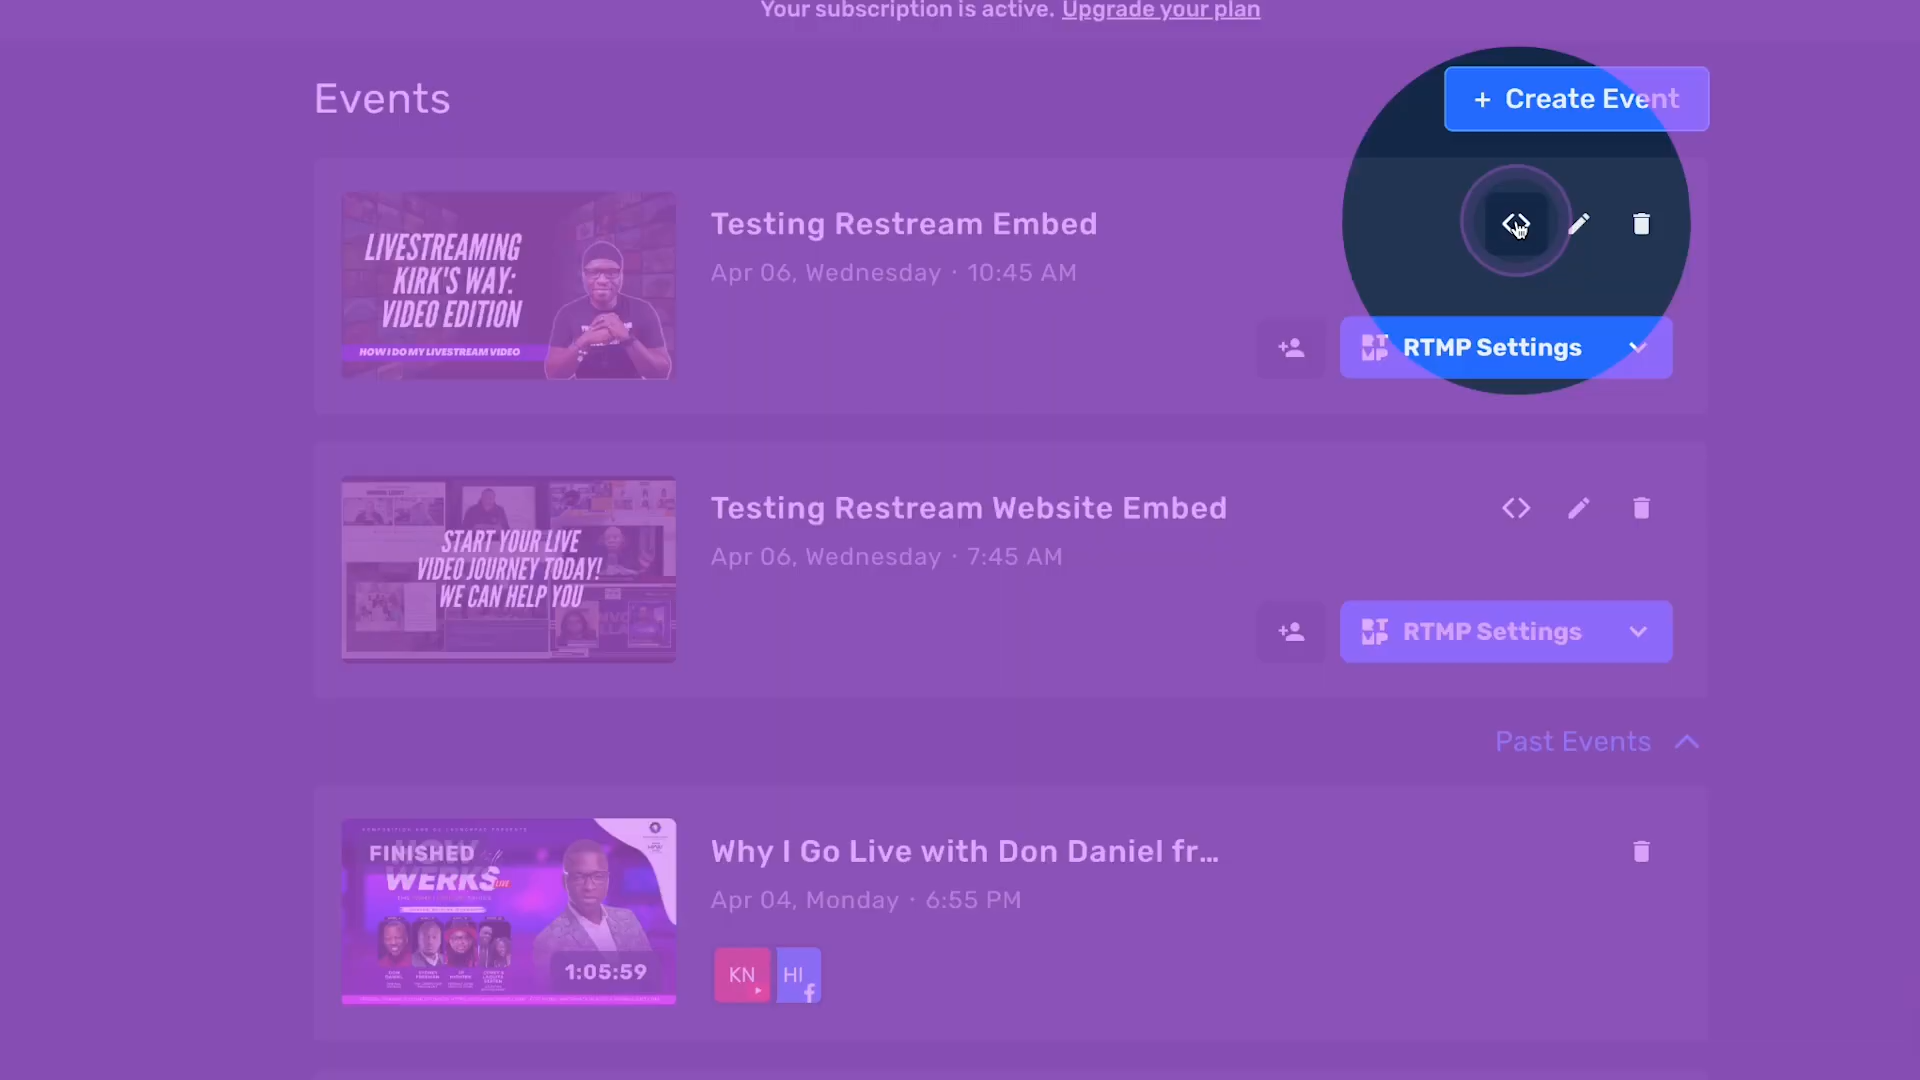 Your subscription is active. Upgrade your plan
Events
+ Create Event
LIVESTREAMING
KIRK'S WAY:
VIDEO EDITION
HOW I DO MY LIVESTREAM VIDEO
Testing Restream Embed
Apr 06, Wednesday · 10:45 AM
RTMP Settings
START YOUR LIVE
VIDEO JOURNEY TODAY!
WE CAN HELP YOU
Testing Restream Website Embed
Apr 06, Wednesday · 7:45 AM
RTMP Settings
Past Events
FINISHED
WERKS
1:05:59
Why I Go Live with Don Daniel fr...
Apr 04, Monday · 6:55 PM
KN
HI